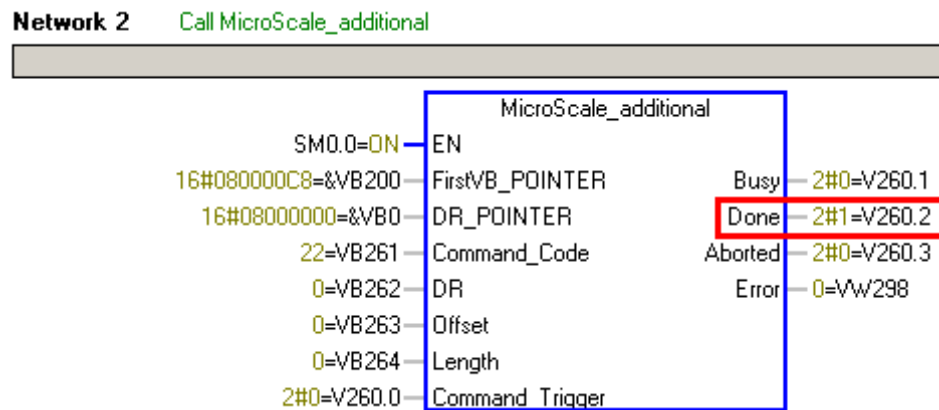 Network 2 Call MicroScale_additional
MicroScale_additional
SM0.0=ON EN
16#080000C8=&VB200 FirstVB_POINTER Busy 2#0=V260.1
16#08000000=&VB0 DR_POINTER Done 2#1=V260.2
22=VB261 Command_Code Aborted 2#0=V260.3
0=VB262 DR Error 0=VW298
0=VB263 Offset
0=VB264 Length
2#0=V260.0 Command_Trigger